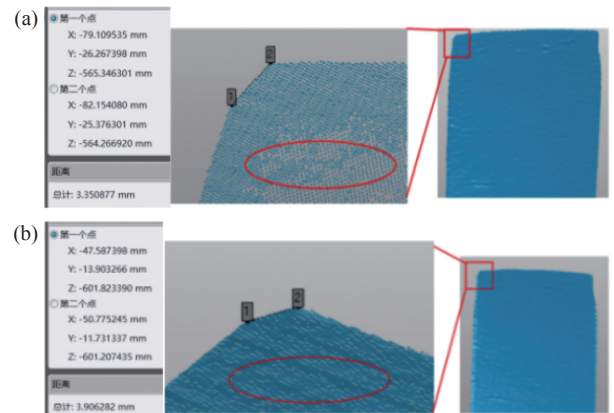 (a)
第一个点
X: -79.109535 mm
Y: -26.267398 mm
Z: -565.346301 mm
第二个点
X: -82.154080 mm
Y: -25.376301 mm
Z: -564.266920 mm
距离
总计: 3.350877 mm
1
2
(b)
第一个点
X: -47.587398 mm
Y: -13.903266 mm
Z: -601.823390 mm
第二个点
X: -50.775245 mm
Y: -11.731337 mm
Z: -601.207435 mm
距离
总计: 3.906282 mm
1
2